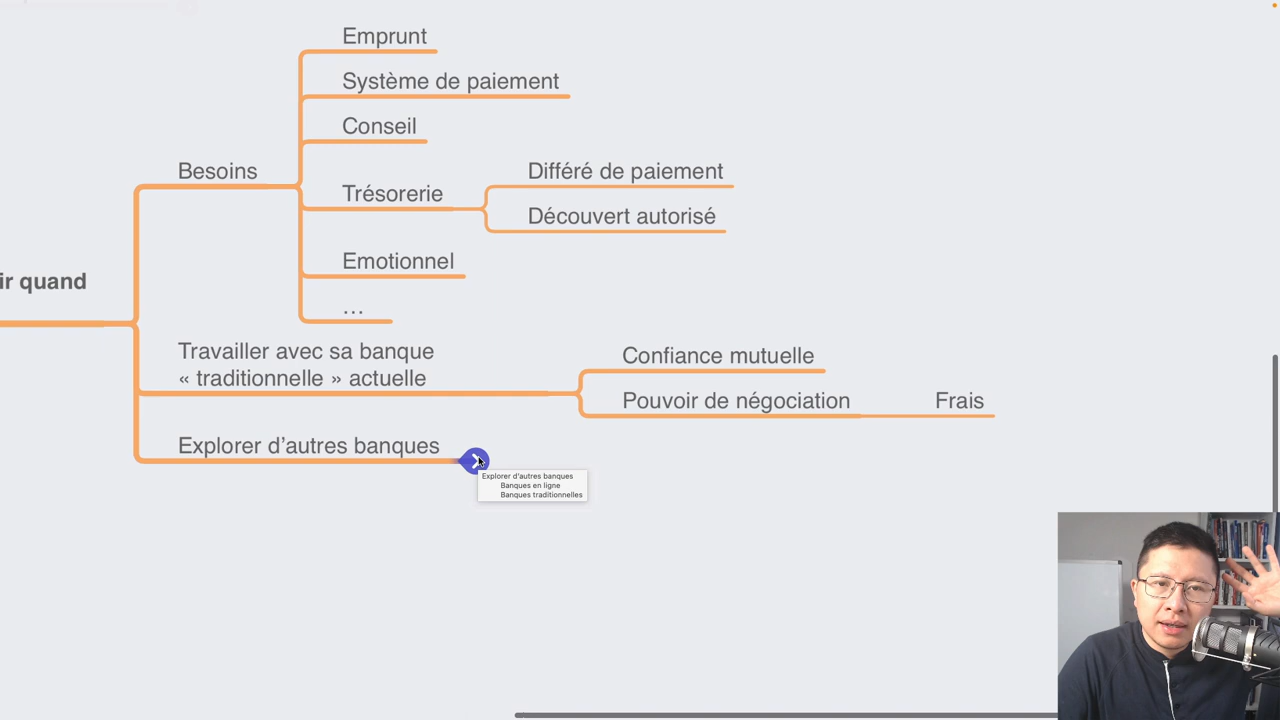 Emprunt
Système de paiement
Conseil
Besoins
Différé de paiement
Trésorerie
Découvert autorisé
Emotionnel
ir quand
...
Travailler avec sa banque
« traditionnelle » actuelle
Confiance mutuelle
Pouvoir de négociation
Frais
Explorer d’autres banques
Explorer d'autres banques
Banques en ligne
Banques traditionnelles